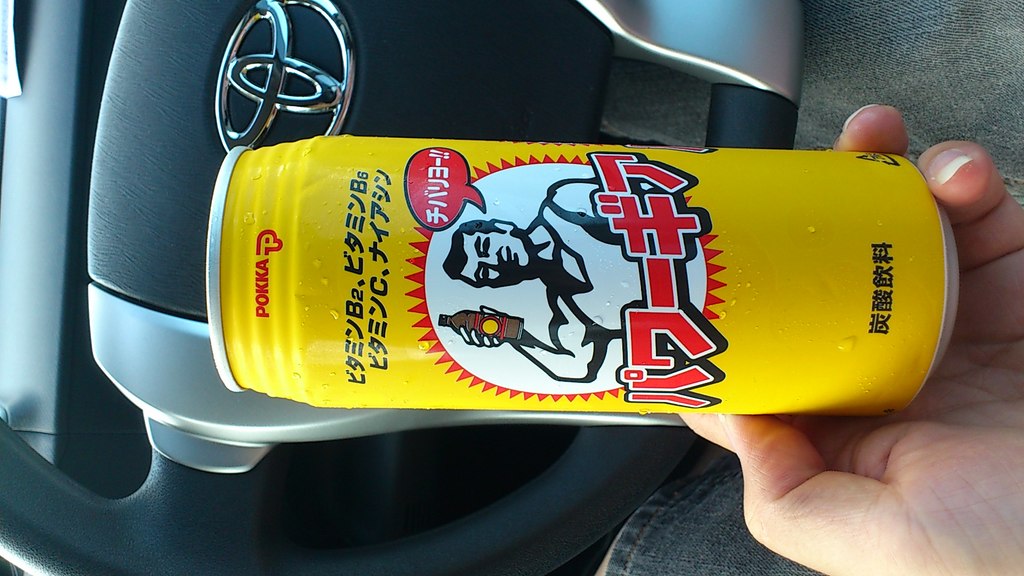 POKKA
ビタミンB2、ビタミンB6
ビタミンC、ナイアシン
チバリヨー!!
パワーギフ
炭酸飲料